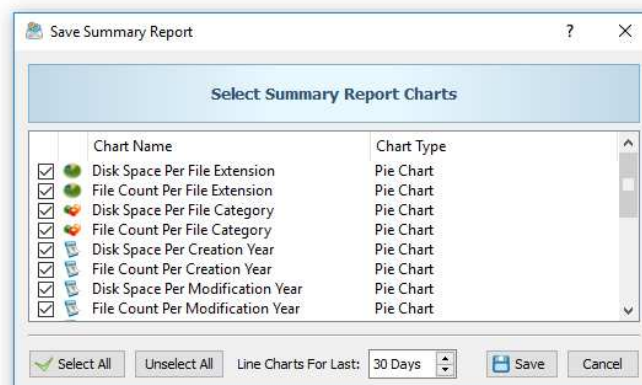 Save Summary Report ?
Select Summary Report Charts
Chart Name Chart Type
Disk Space Per File Extension Pie Chart
File Count Per File Extension Pie Chart
Disk Space Per File Category Pie Chart
File Count Per File Category Pie Chart
Disk Space Per Creation Year Pie Chart
File Count Per Creation Year Pie Chart
Disk Space Per Modification Year Pie Chart
File Count Per Modification Year Pie Chart
Select All Unselect All Line Charts For Last: 30 Days Save Cancel